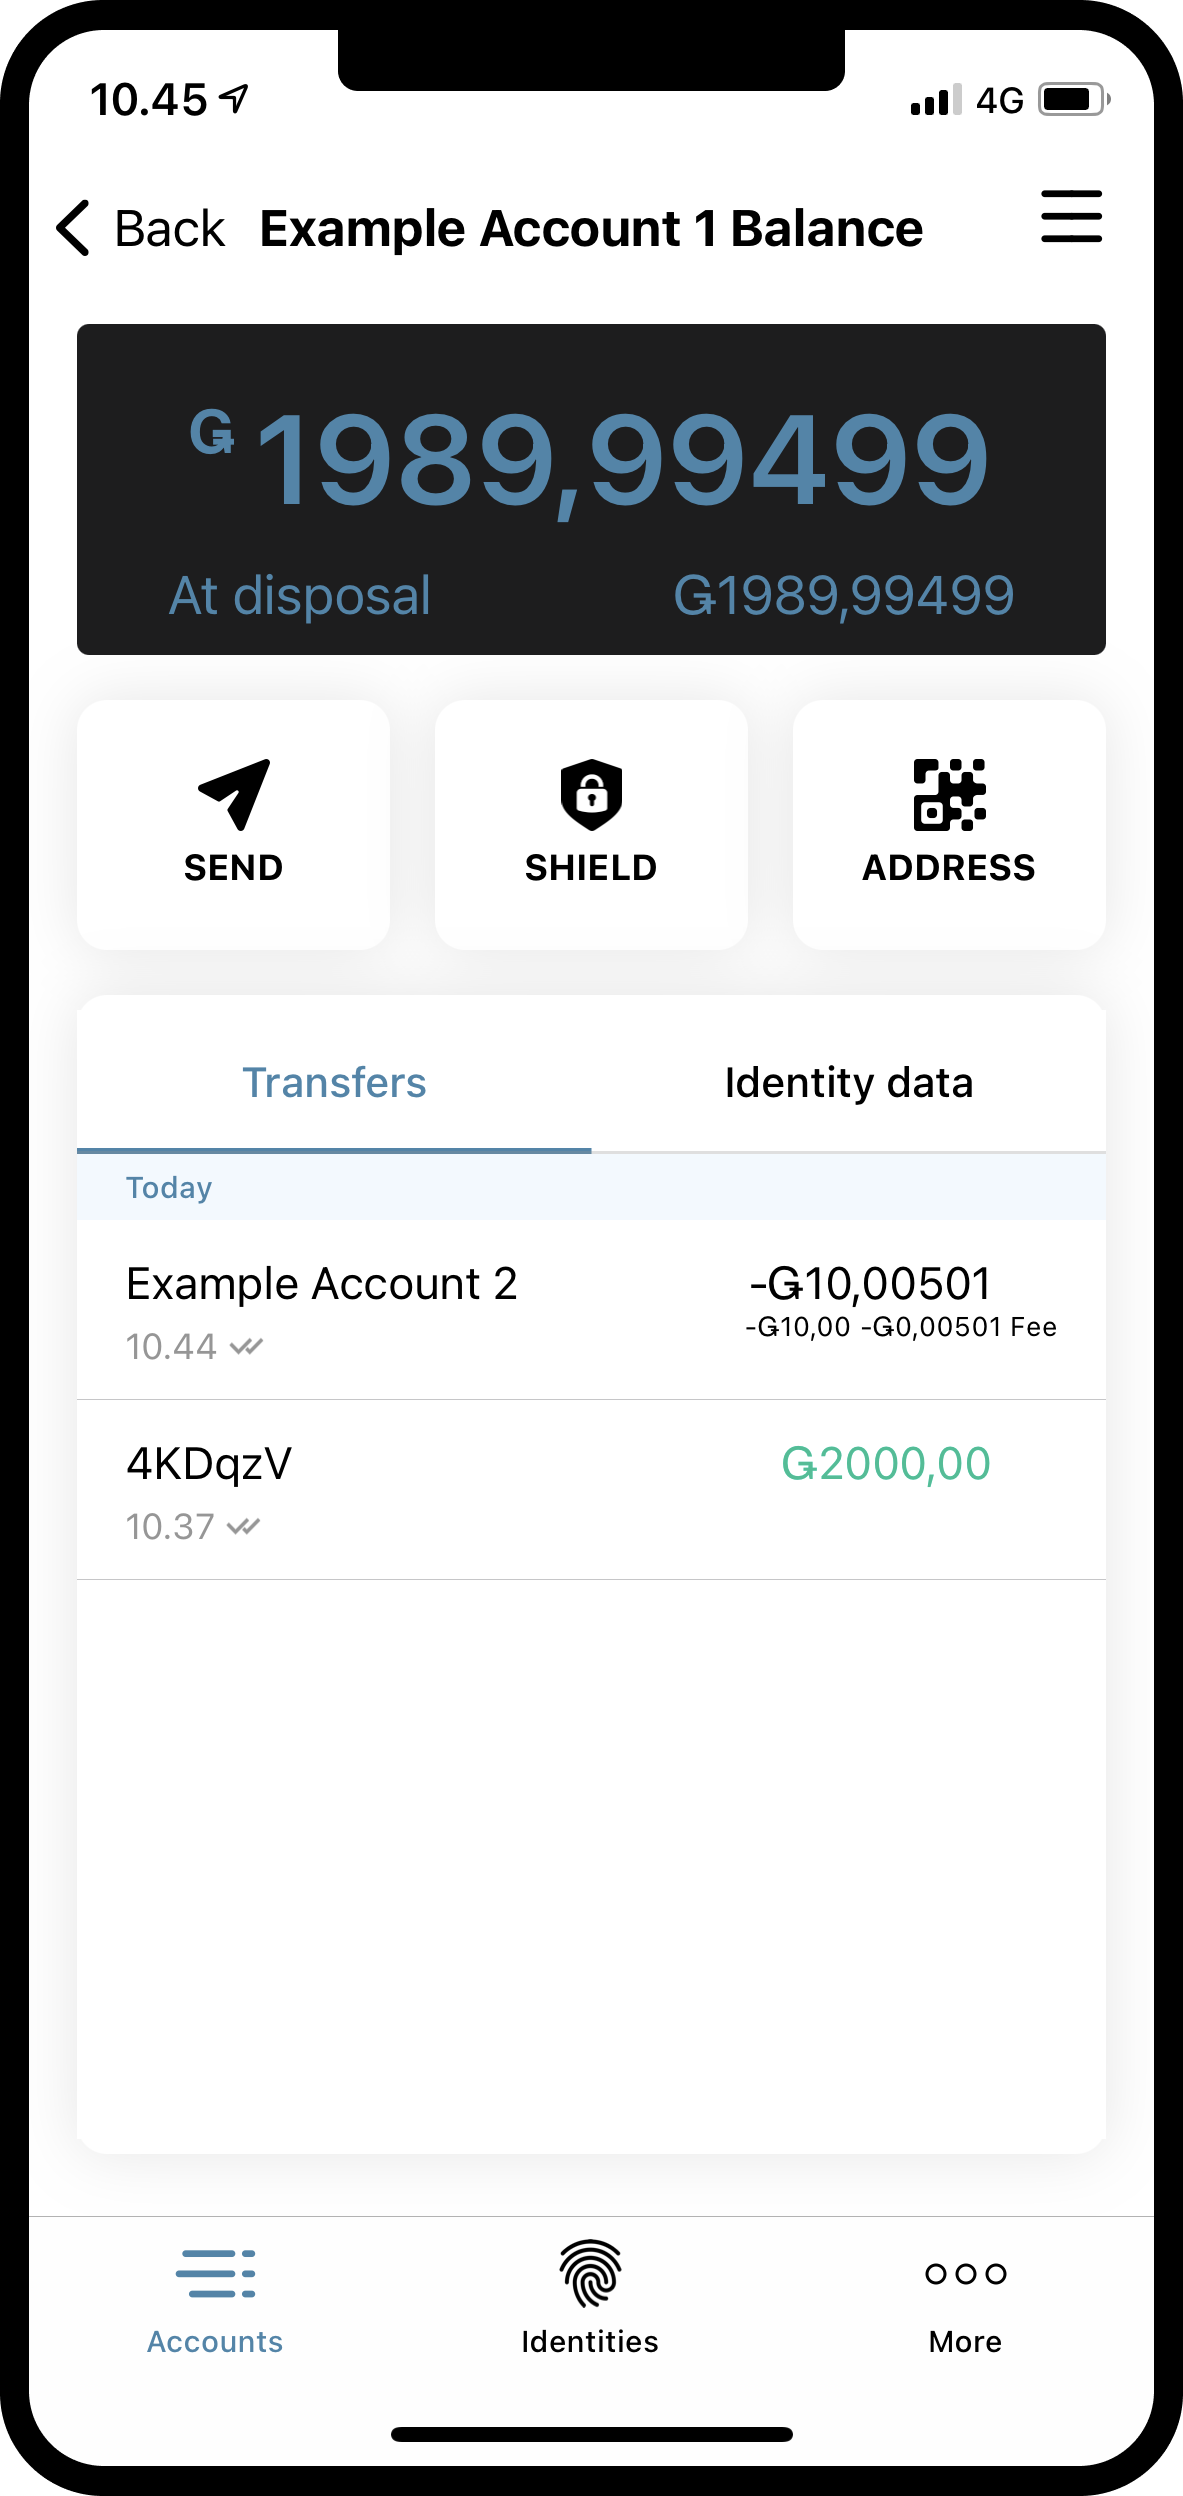 10.45 4G
Back Example Account 1 Balance
Ǥ 1989,99499
At disposal Ǥ1989,99499
SEND SHIELD ADDRESS
Transfers Identity data
Today
Example Account 2 -Ǥ10,00501
10.44 -Ǥ10,00 -Ǥ0,00501 Fee
4KDqzV Ǥ2000,00
10.37
Accounts Identities More